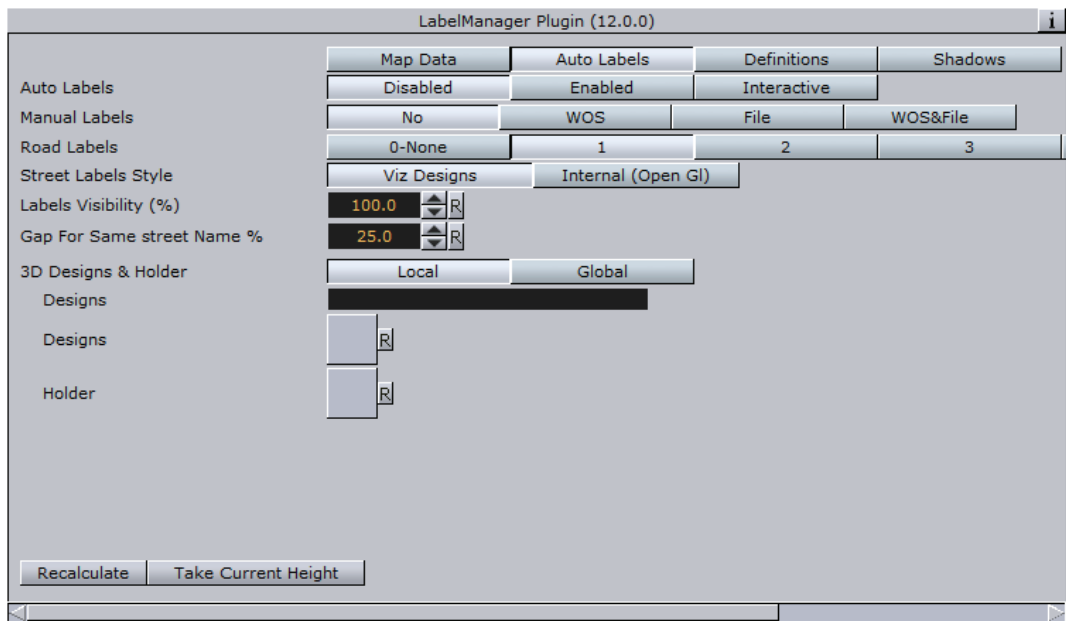 LabelManager Plugin (12.0.0) i
Map Data Auto Labels Definitions Shadows
Auto Labels Disabled Enabled Interactive
Manual Labels No WOS File WOS&File
Road Labels 0-None 1 2 3
Street Labels Style Viz Designs Internal (Open Gl)
Labels Visibility (%) 100.0 R
Gap For Same street Name % 25.0 R
3D Designs & Holder Local Global
Designs
Designs R
Holder R
Recalculate Take Current Height